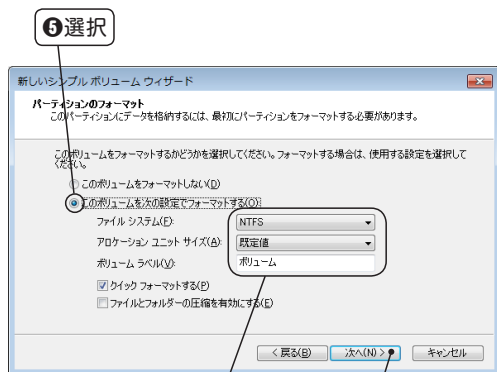 ❺選択
新しいシンプル ボリューム ウィザード
パーティションのフォーマット
このパーティションにデータを格納するには、最初にパーティションをフォーマットする必要があります。
このボリュームをフォーマットするかどうかを選択してください。フォーマットする場合は、使用する設定を選択して
ください。
このボリュームをフォーマットしない(D)
このボリュームを次の設定でフォーマットする(O):
ファイル システム(F): NTFS
アロケーション ユニット サイズ(A): 既定値
ボリューム ラベル(V): ボリューム
クイック フォーマットする(P)
ファイルとフォルダーの圧縮を有効にする(E)
< 戻る(B) 次へ(N) > キャンセル